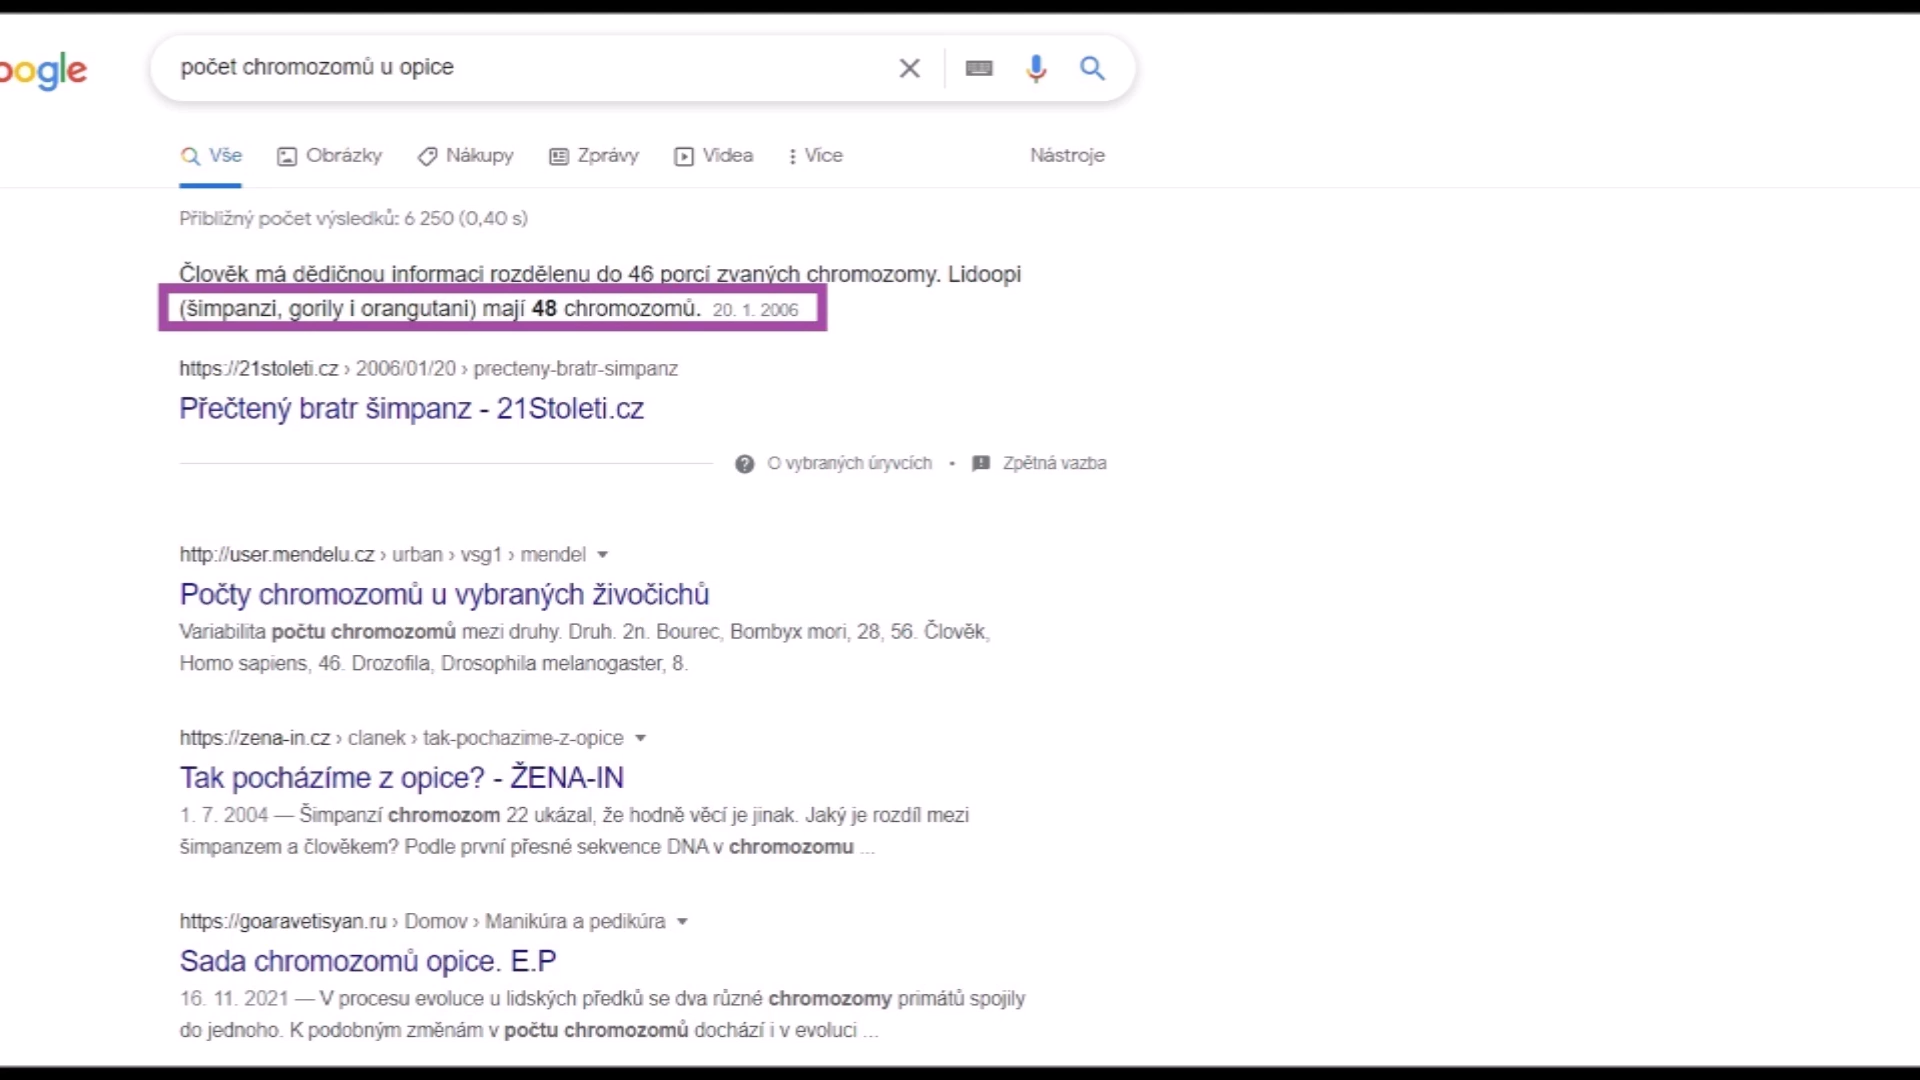 oogle
počet chromozomů u opice
Vše Obrázky Nákupy Zprávy Videa Více Nástroje
Přibližný počet výsledků: 6 250 (0,40 s)
Člověk má dědičnou informaci rozdělenu do 46 porcí zvaných chromozomy. Lidoopi
(šimpanzi, gorily i orangutani) mají 48 chromozomů. 20. 1. 2006
https://21stoleti.cz › 2006/01/20 › precteny-bratr-simpanz
Přečtený bratr šimpanz - 21Stoleti.cz
O vybraných úryvcích • Zpětná vazba
http://user.mendelu.cz › urban › vsg1 › mendel
Počty chromozomů u vybraných živočichů
Variabilita počtu chromozomů mezi druhy. Druh. 2n. Bourec, Bombyx mori, 28, 56. Člověk,
Homo sapiens, 46. Drozofila, Drosophila melanogaster, 8.
https://zena-in.cz › clanek › tak-pochazime-z-opice
Tak pocházíme z opice? - ŽENA-IN
1. 7. 2004 — Šimpanzí chromozom 22 ukázal, že hodně věcí je jinak. Jaký je rozdíl mezi
šimpanzem a člověkem? Podle první přesné sekvence DNA v chromozomu ...
https://goaravetisyan.ru › Domov › Manikúra a pedikúra
Sada chromozomů opice. E.P
16. 11. 2021 — V procesu evoluce u lidských předků se dva různé chromozomy primátů spojily
do jednoho. K podobným změnám v počtu chromozomů dochází i v evoluci ...